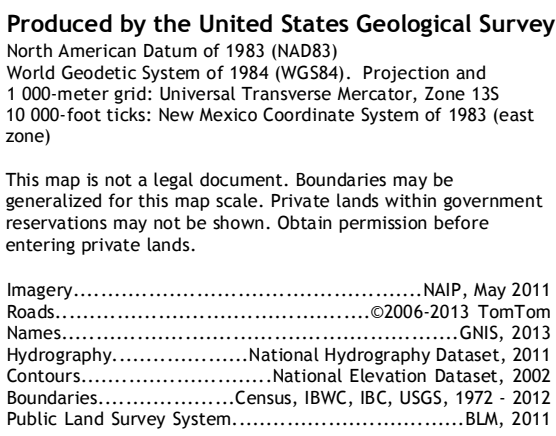 Produced by the United States Geological Survey
North American Datum of 1983 (NAD83)
World Geodetic System of 1984 (WGS84).  Projection and
1 000-meter grid: Universal Transverse Mercator, Zone 13S
10 000-foot ticks: New Mexico Coordinate System of 1983 (east
zone)
This map is not a legal document. Boundaries may be
generalized for this map scale. Private lands within government
reservations may not be shown. Obtain permission before
entering private lands.
Imagery....................................................NAIP, May 2011
Roads...............................................©2006-2013 TomTom
Names...........................................................GNIS, 2013
Hydrography....................National Hydrography Dataset, 2011
Contours............................National Elevation Dataset, 2002
Boundaries....................Census, IBWC, IBC, USGS, 1972 - 2012
Public Land Survey System..................................BLM, 2011